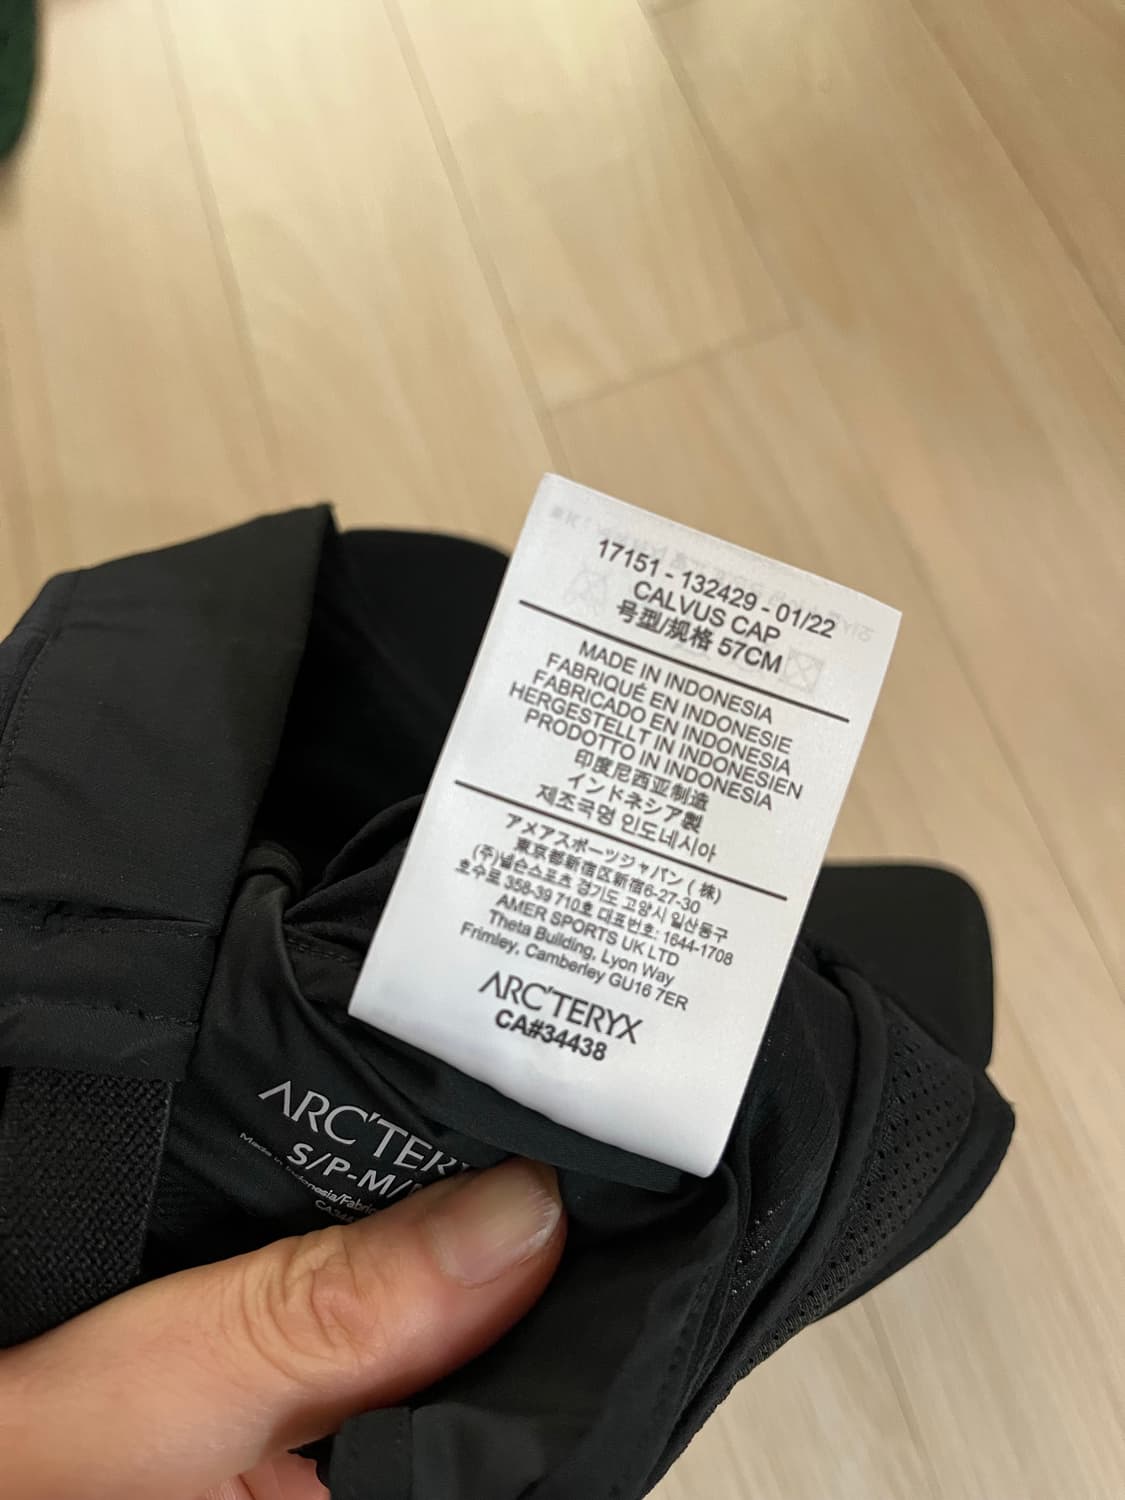 17151 - 132429 - 01/22
CALVUS CAP
号型/规格 57CM
MADE IN INDONESIA
FABRIQUÉ EN INDONESIE
FABRICADO EN INDONESIA
HERGESTELLT IN INDONESIEN
PRODOTTO IN INDONESIA
印度尼西亚制造
インドネシア製
제조국명 인도네시아
アメアスポーツジャパン ( 株)
東京都新宿区新宿6-27-30
(주)넬슨스포츠 경기도 고양시 일산동구
호수로 358-39 710호 대표번호: 1644-1708
AMER SPORTS UK LTD
Theta Building, Lyon Way
Frimley, Camberley GU16 7ER
ARC'TERYX
CA#34438
ARC'TER
S/P-M/
Made in Indonesia/Fabri